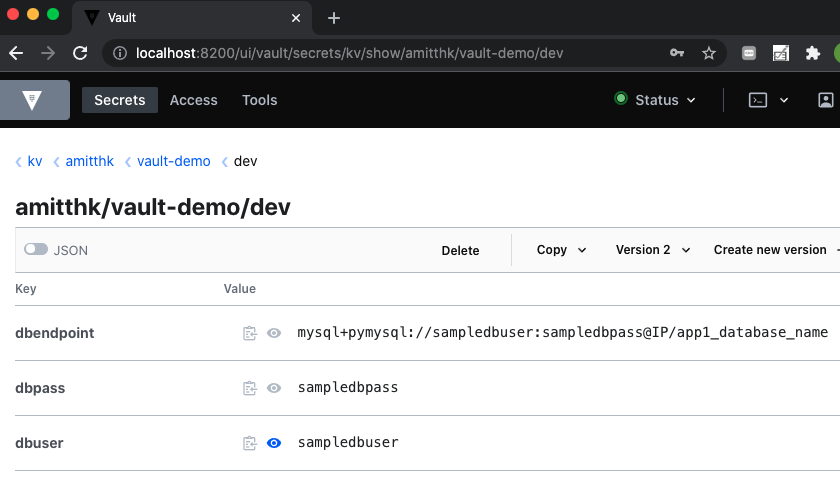 Vault
localhost:8200/ui/vault/secrets/kv/show/amitthk/vault-demo/dev
Secrets Access Tools Status
kv amitthk vault-demo dev
amitthk/vault-demo/dev
JSON Delete Copy Version 2 Create new version
Key Value
dbendpoint mysql+pymysql://sampledbuser:sampledbpass@IP/app1_database_name
dbpass sampledbpass
dbuser sampledbuser